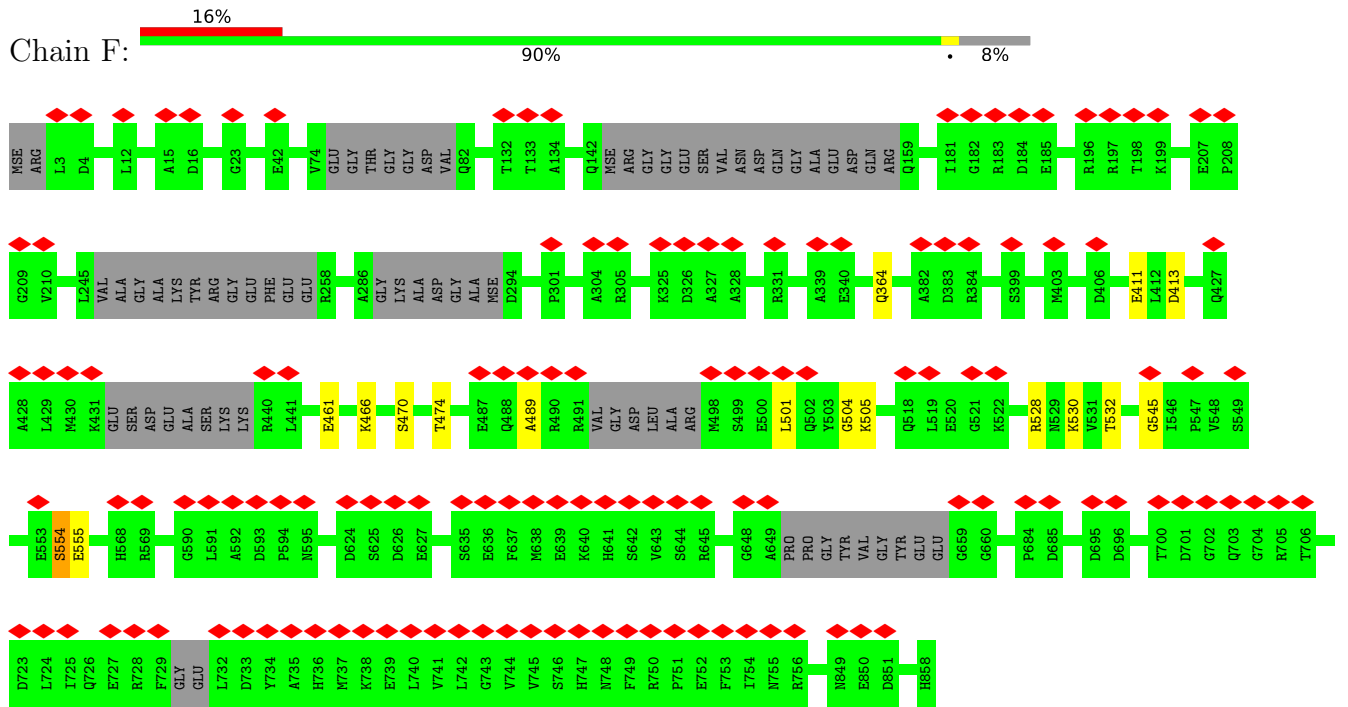 16%
Chain F:
90% • 8%
MSE ARG L3 D4 L12 A15 D16 G23 E42 V74 GLU GLY THR GLY GLY ASP VAL Q82 T132 T133 A134 Q142 MSE ARG GLY GLY GLU SER VAL ASN ASP GLN GLY ALA GLU ASP GLN ARG Q159 I181 G182 R183 D184 E185 R196 R197 T198 K199 E207 P208
G209 V210 L245 VAL ALA GLY ALA LYS TYR ARG GLY GLU PHE GLU GLU R258 A286 GLY LYS ALA ASP GLY ALA MSE D294 P301 A304 R305 K325 D326 A327 A328 R331 A339 E340 Q364 A382 D383 R384 S399 M403 D406 E411 L412 D413 Q427
A428 L429 M430 K431 GLU SER ASP GLU ALA SER LYS LYS R440 L441 E461 K466 S470 T474 E487 Q488 A489 R490 R491 VAL GLY ASP LEU ALA ARG M498 S499 E500 L501 Q502 Y503 G504 K505 Q518 L519 E520 G521 K522 R528 N529 K530 V531 T532 G545 I546 P547 V548 S549
E553 S554 E555 H568 R569 G590 L591 A592 D593 P594 N595 D624 S625 D626 E627 S635 E636 F637 M638 E639 K640 H641 S642 V643 S644 R645 G648 A649 PRO PRO GLY TYR VAL GLY TYR GLU GLU G659 G660 P684 D685 D695 D696 T700 D701 G702 Q703 G704 R705 T706
D723 L724 I725 Q726 E727 R728 F729 GLY GLU L732 D733 Y734 A735 H736 M737 K738 E739 L740 V741 L742 G743 V744 V745 S746 H747 N748 F749 R750 P751 E752 F753 I754 N755 R756 N849 E850 D851 H858